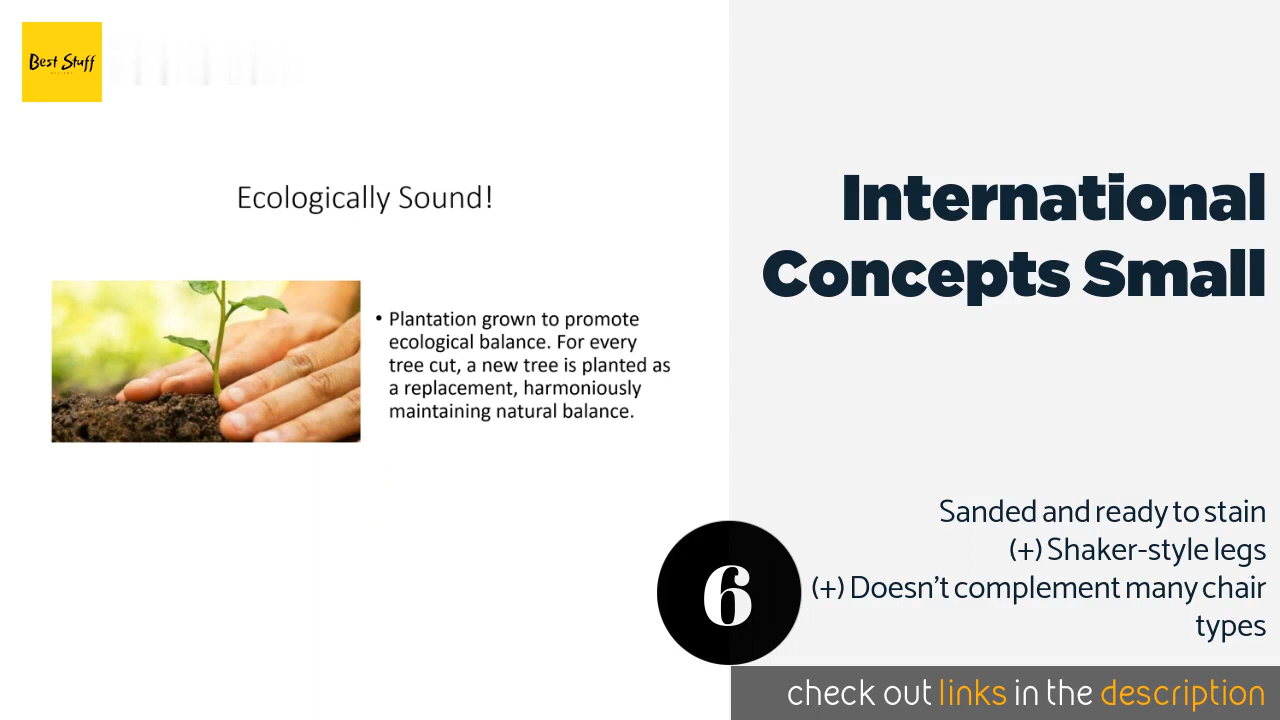 Best Stuff
Ecologically Sound!
• Plantation grown to promote
ecological balance. For every
tree cut, a new tree is planted as
a replacement, harmoniously
maintaining natural balance.
International
Concepts Small
6
Sanded and ready to stain
(+) Shaker-style legs
(+) Doesn't complement many chair
types
check out links in the description